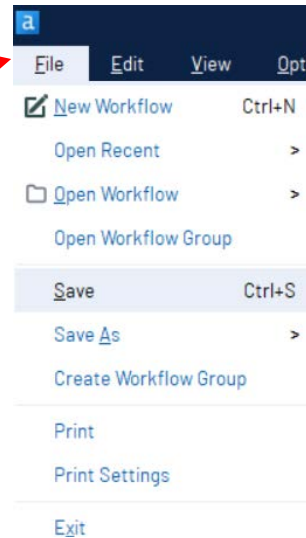 a
File Edit View Opt
New Workflow Ctrl+N
Open Recent >
Open Workflow >
Open Workflow Group
Save Ctrl+S
Save As >
Create Workflow Group
Print
Print Settings
Exit